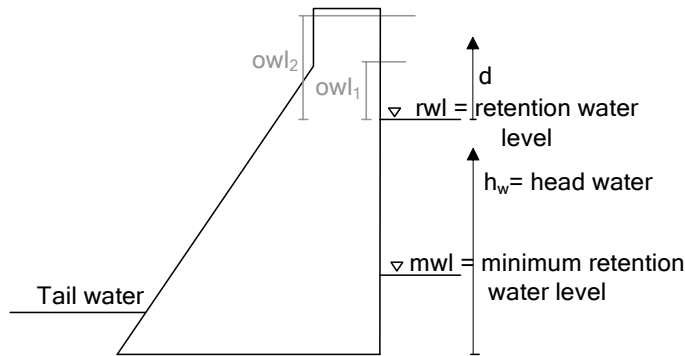 owl₂
owl₁
d
rwl = retention water
level
hw= head water
mwl = minimum retention
water level
Tail water